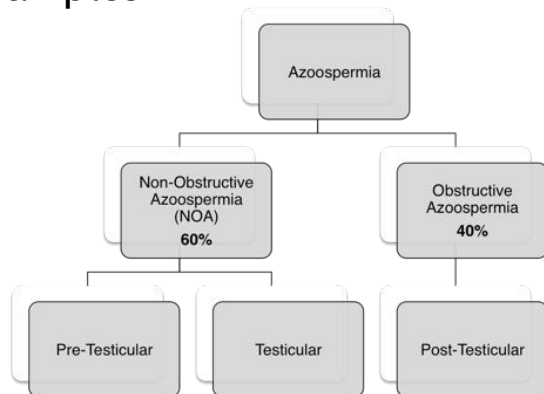 Azoospermia
Non-Obstructive
Azoospermia
(NOA)
60%
Obstructive
Azoospermia
40%
Pre-Testicular
Testicular
Post-Testicular